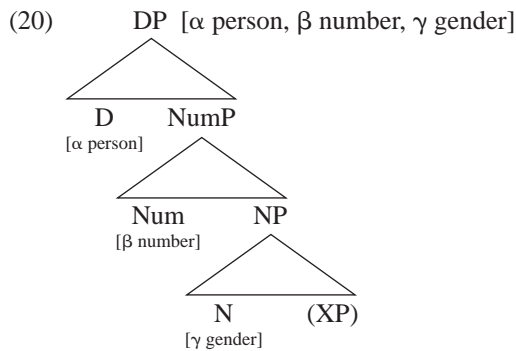 (20) DP [α person, β number, γ gender]
D NumP
[α person]
Num NP
[β number]
N (XP)
[γ gender]